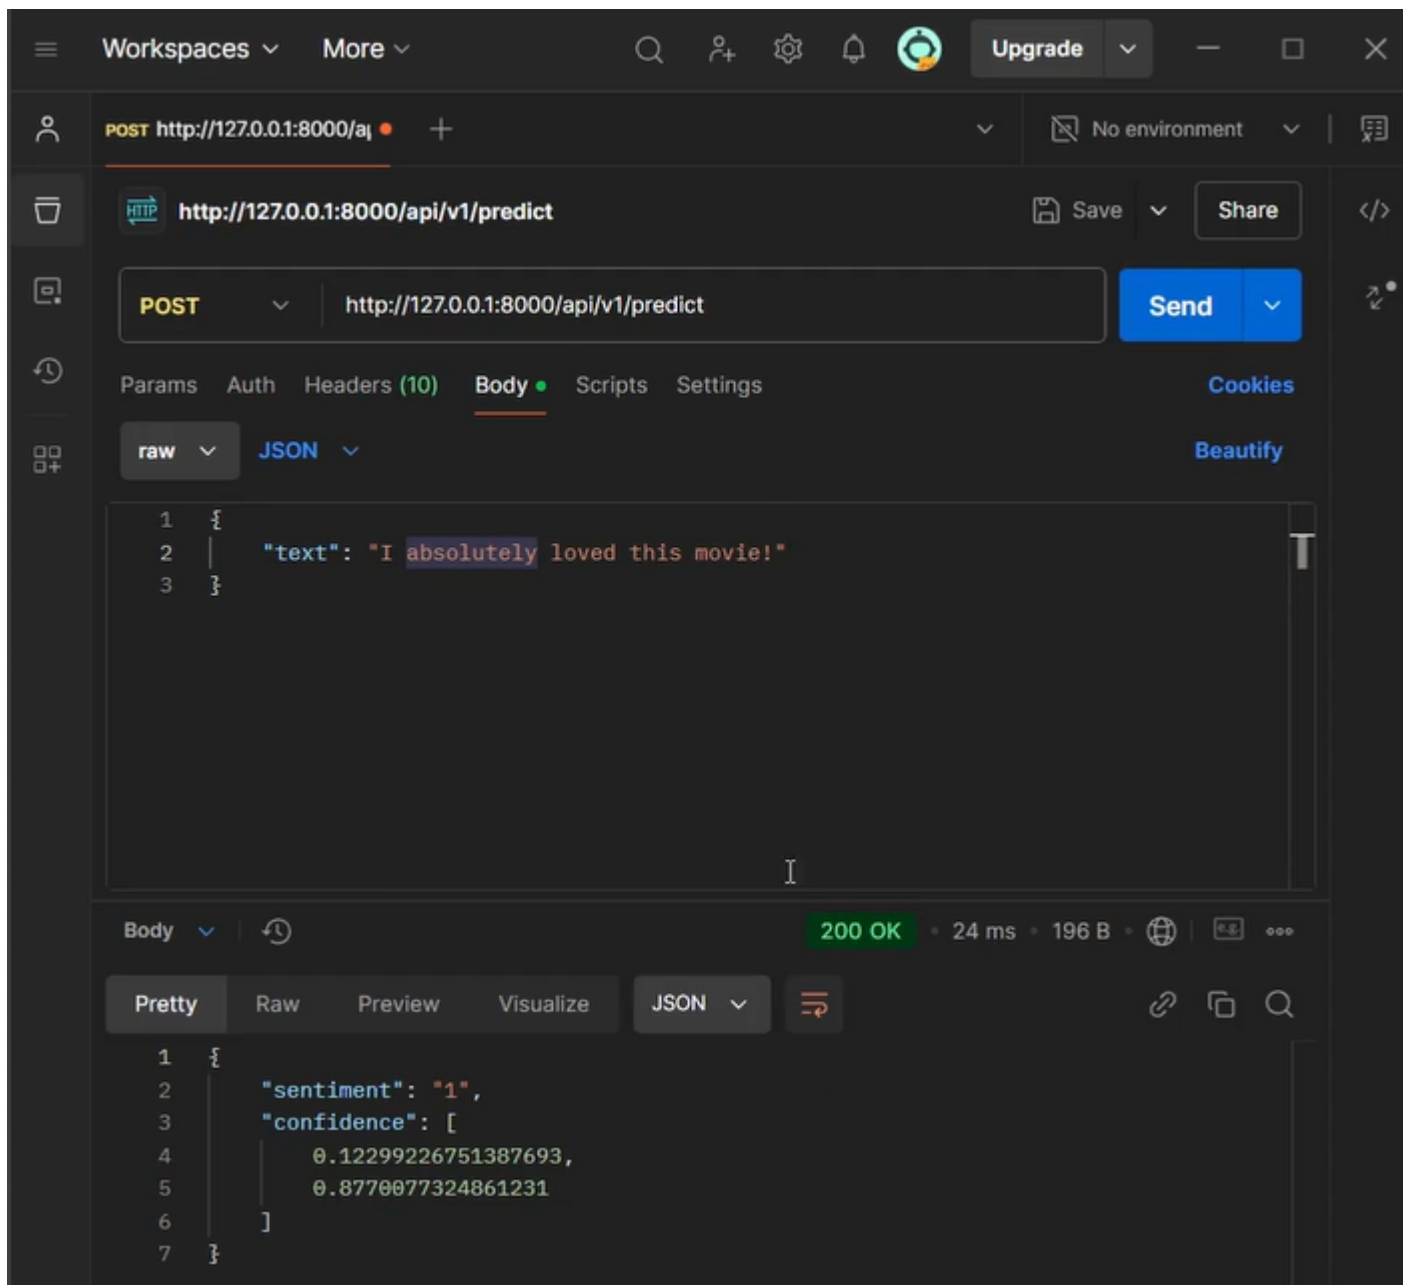 Workspaces More Upgrade
POST http://127.0.0.1:8000/a No environment
HTTP http://127.0.0.1:8000/api/v1/predict Save Share
POST http://127.0.0.1:8000/api/v1/predict Send
Params Auth Headers (10) Body Scripts Settings Cookies
raw JSON Beautify
1 {
2 "text": "I absolutely loved this movie!"
3 }
Body 200 OK • 24 ms • 196 B • e.g.
Pretty Raw Preview Visualize JSON
1 {
2 "sentiment": "1",
3 "confidence": [
4 0.12299226751387693,
5 0.8770077324861231
6 ]
7 }